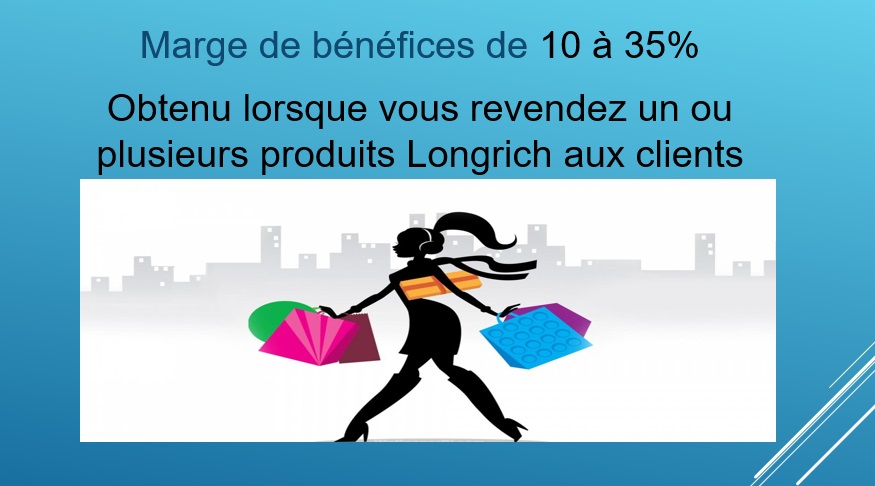 Marge de bénéfices de 10 à 35%
Obtenu lorsque vous revendez un ou
plusieurs produits Longrich aux clients